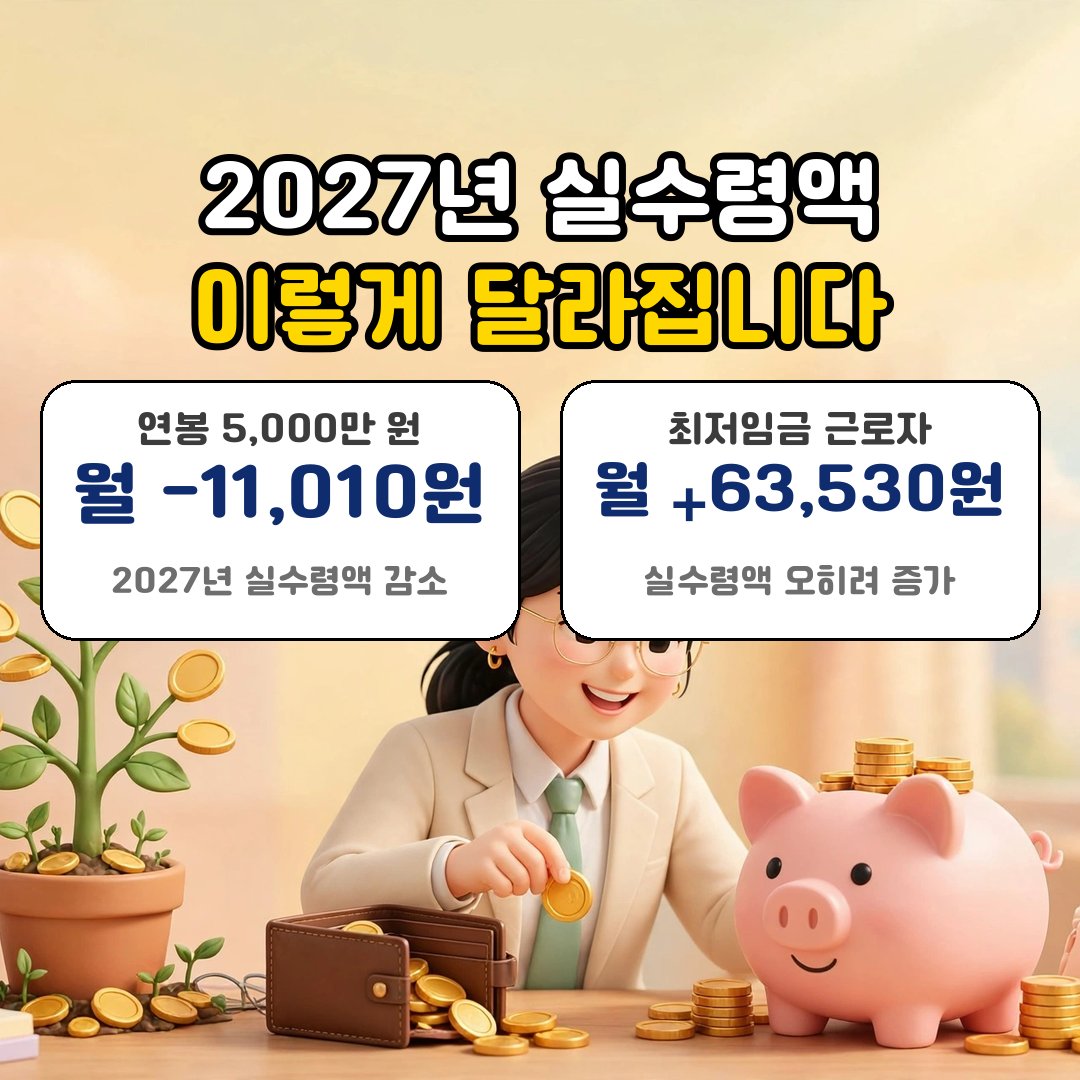 2027년 실수령액
이렇게 달라집니다
연봉 5,000만 원
월 -11,010원
2027년 실수령액 감소
최저임금 근로자
월 +63,530원
실수령액 오히려 증가